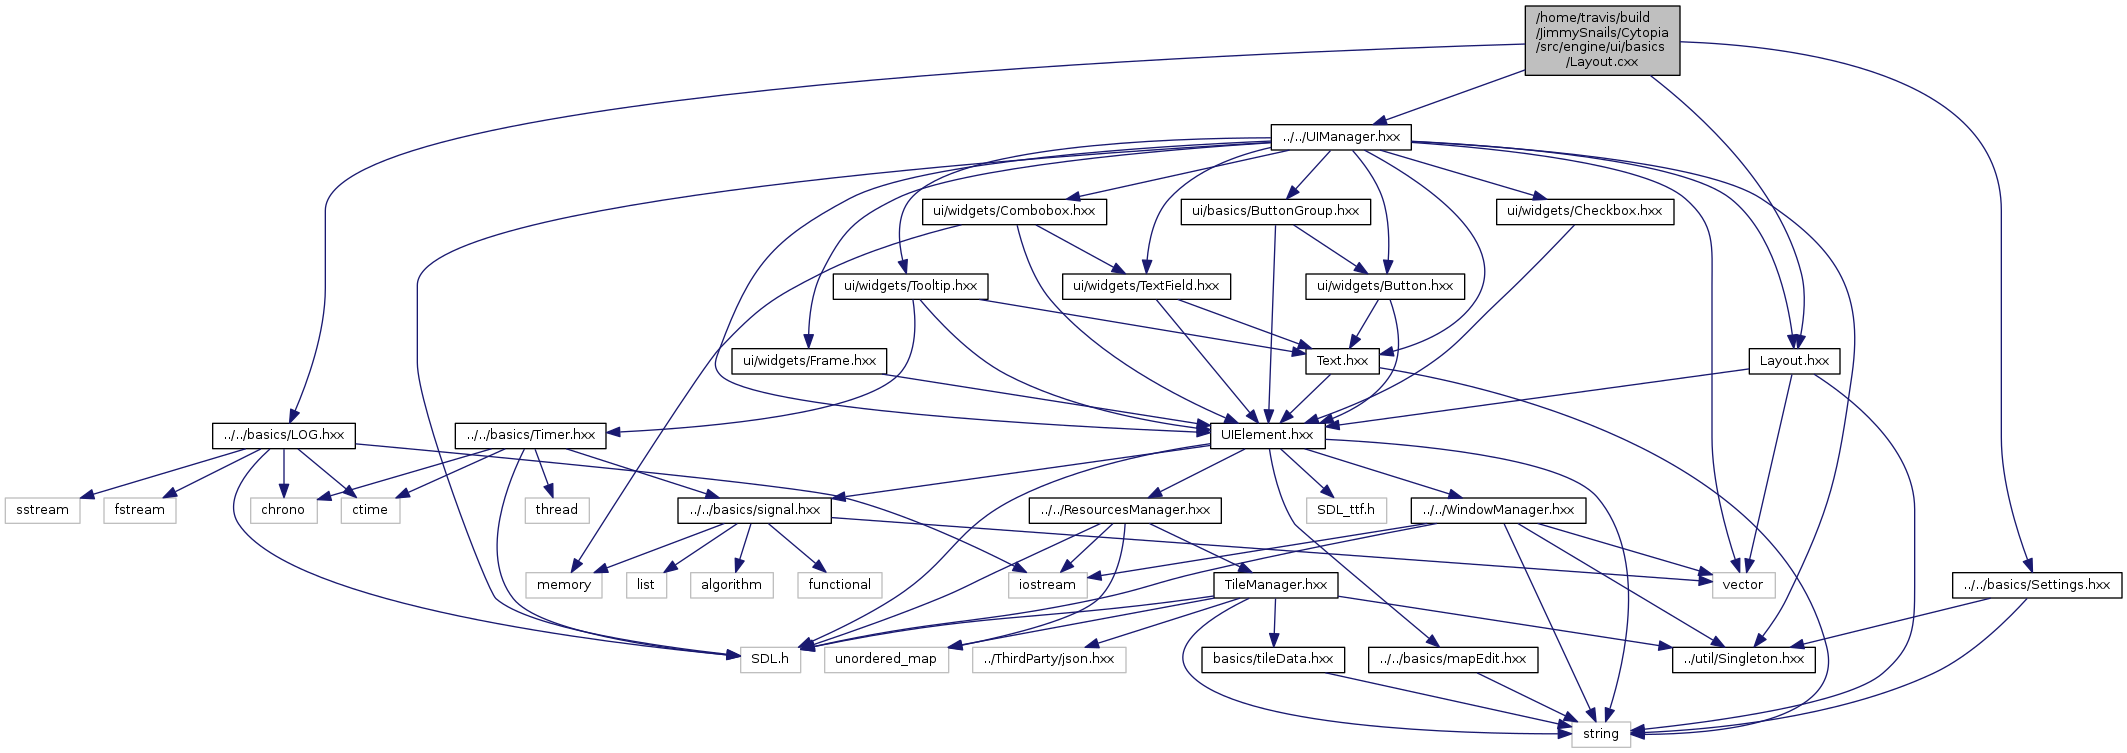 /home/travis/build
/JimmySnails/Cytopia
/src/engine/ui/basics
/Layout.cxx
../../UIManager.hxx
ui/widgets/Combobox.hxx
ui/basics/ButtonGroup.hxx
ui/widgets/Checkbox.hxx
ui/widgets/Tooltip.hxx
ui/widgets/TextField.hxx
ui/widgets/Button.hxx
ui/widgets/Frame.hxx
Text.hxx
Layout.hxx
../../basics/LOG.hxx
../../basics/Timer.hxx
UIElement.hxx
sstream
fstream
chrono
ctime
thread
../../basics/signal.hxx
../../ResourcesManager.hxx
SDL_ttf.h
../../WindowManager.hxx
memory
list
algorithm
functional
iostream
TileManager.hxx
vector
../../basics/Settings.hxx
SDL.h
unordered_map
../ThirdParty/json.hxx
basics/tileData.hxx
../../basics/mapEdit.hxx
../util/Singleton.hxx
string